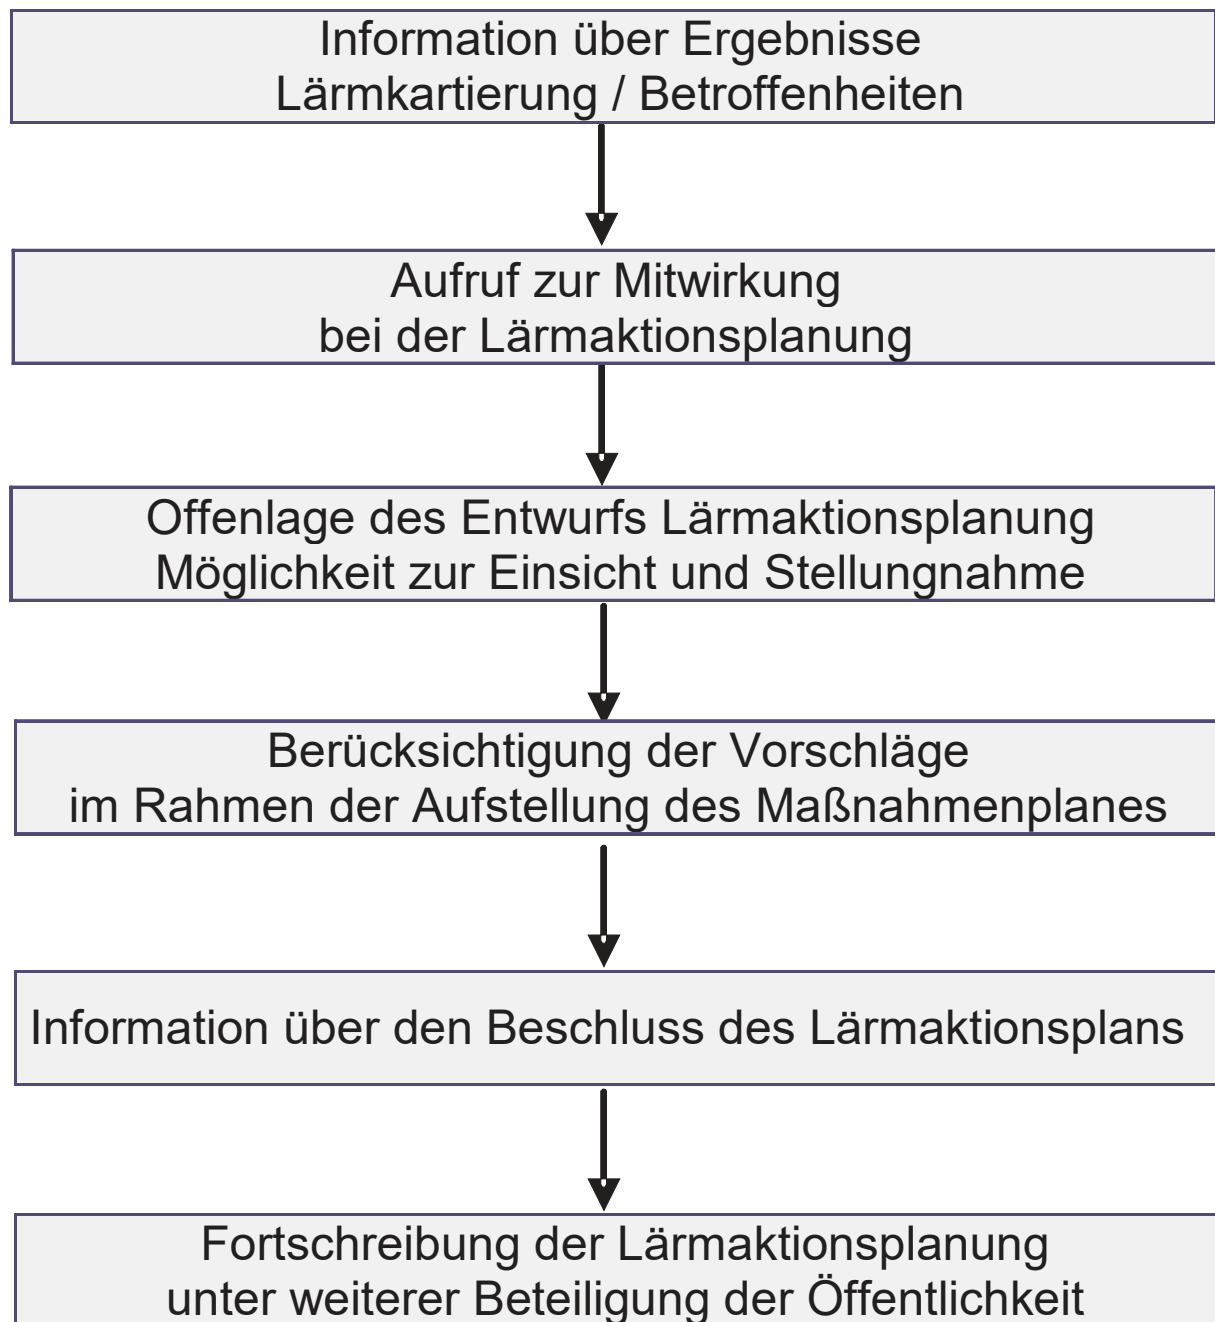 Information über Ergebnisse
Lärmkartierung / Betroffenheiten
Aufruf zur Mitwirkung
bei der Lärmaktionsplanung
Offenlage des Entwurfs Lärmaktionsplanung
Möglichkeit zur Einsicht und Stellungnahme
Berücksichtigung der Vorschläge
im Rahmen der Aufstellung des Maßnahmenplanes
Information über den Beschluss des Lärmaktionsplans
Fortschreibung der Lärmaktionsplanung
unter weiterer Beteiligung der Öffentlichkeit